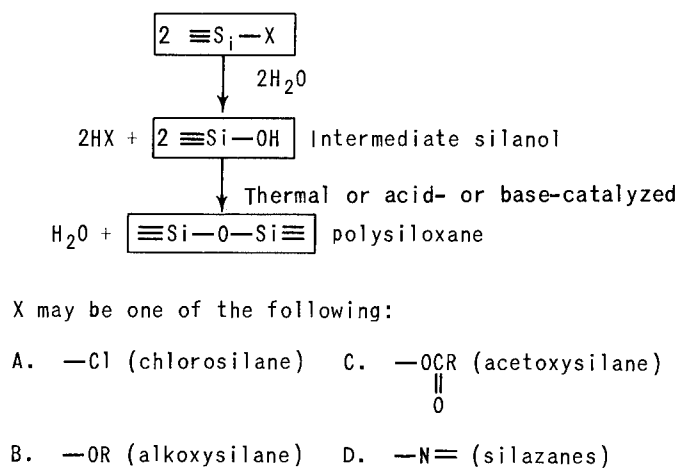 2 ≡Si—X
2H2O
2HX + 2 ≡Si—OH Intermediate silanol
Thermal or acid- or base-catalyzed
H2O + ≡Si—O—Si≡ polysiloxane
X may be one of the following:
A. —Cl (chlorosilane) C. —OCR (acetoxysilane)
O
B. —OR (alkoxysilane) D. —N= (silazanes)